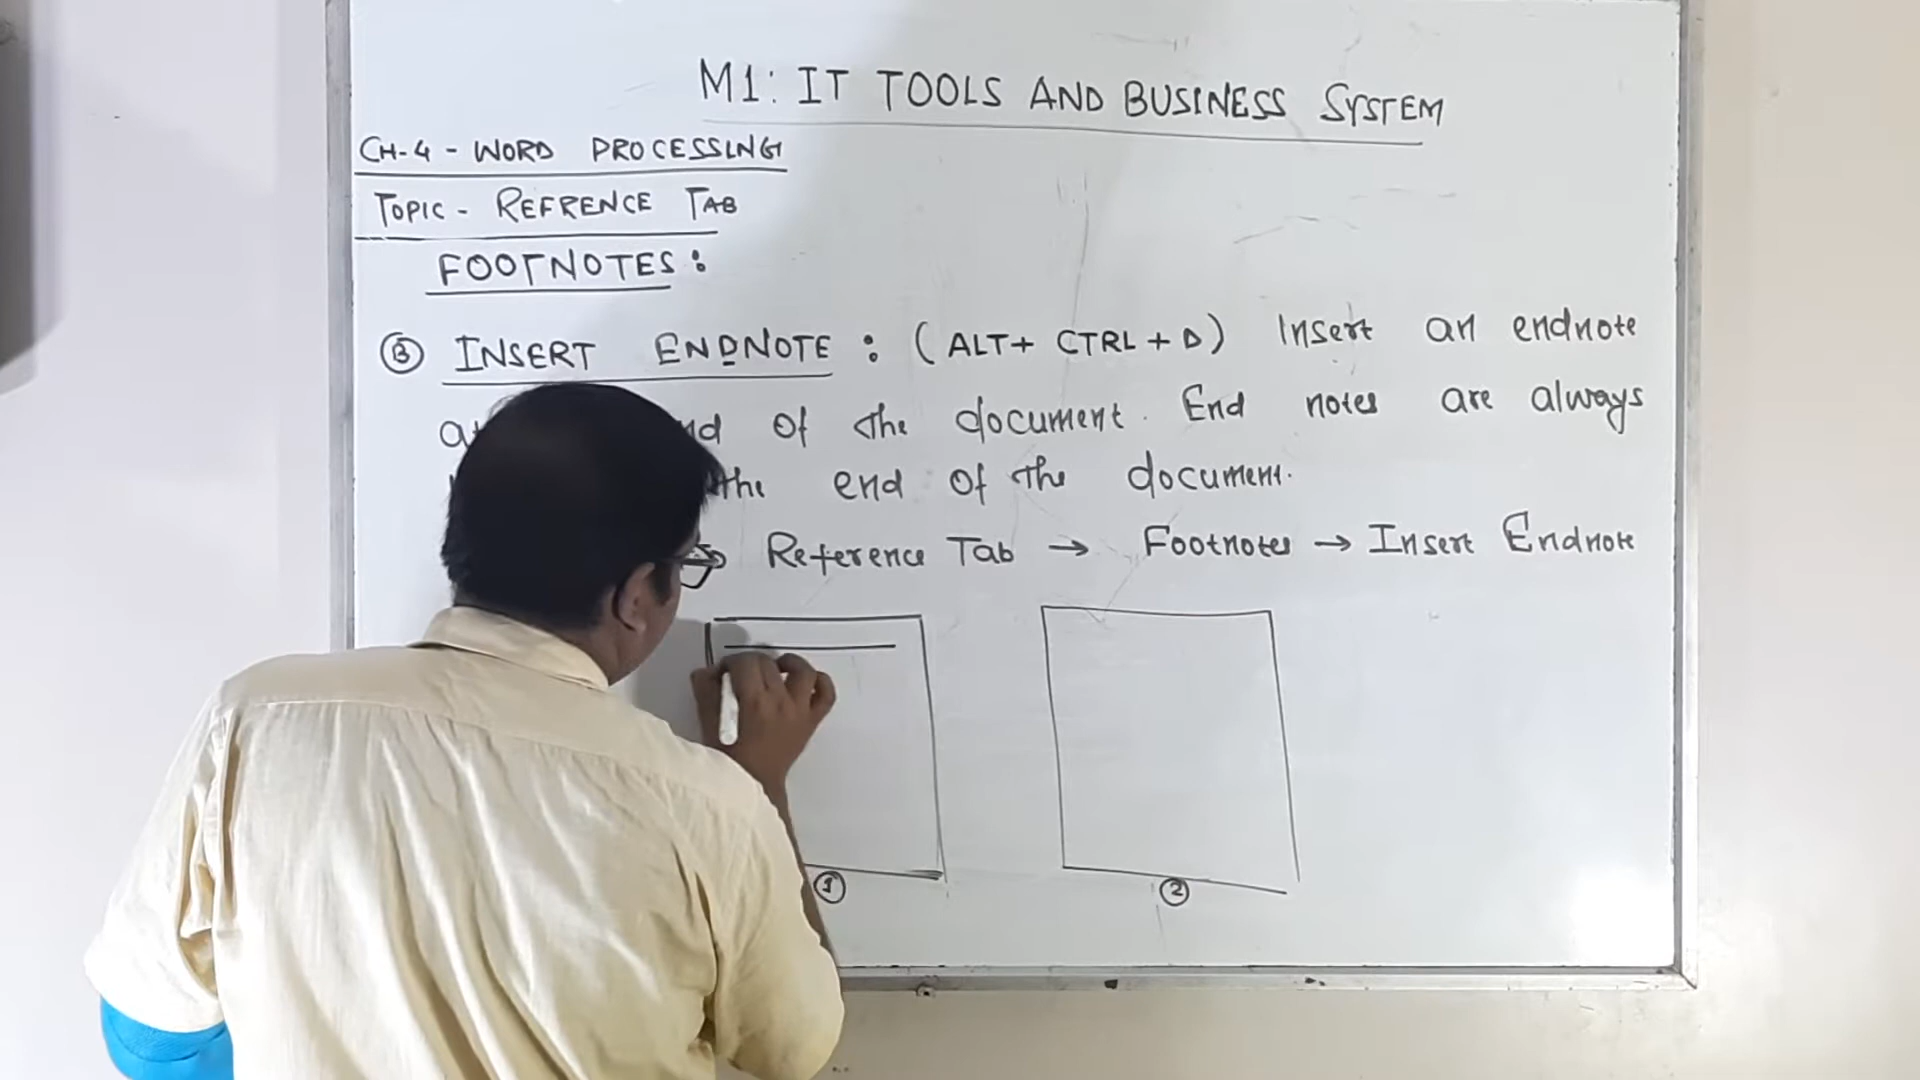 M1: IT TOOLS AND BUSINESS SYSTEM
CH-4 - WORD PROCESSING
TOPIC - REFRENCE TAB
FOOTNOTES:
B INSERT ENDNOTE : (ALT+ CTRL + D) Insert an endnote
of the document. End notes are always
the end of the document.
Reference Tab → Footnotes → Insert Endnote
1
2